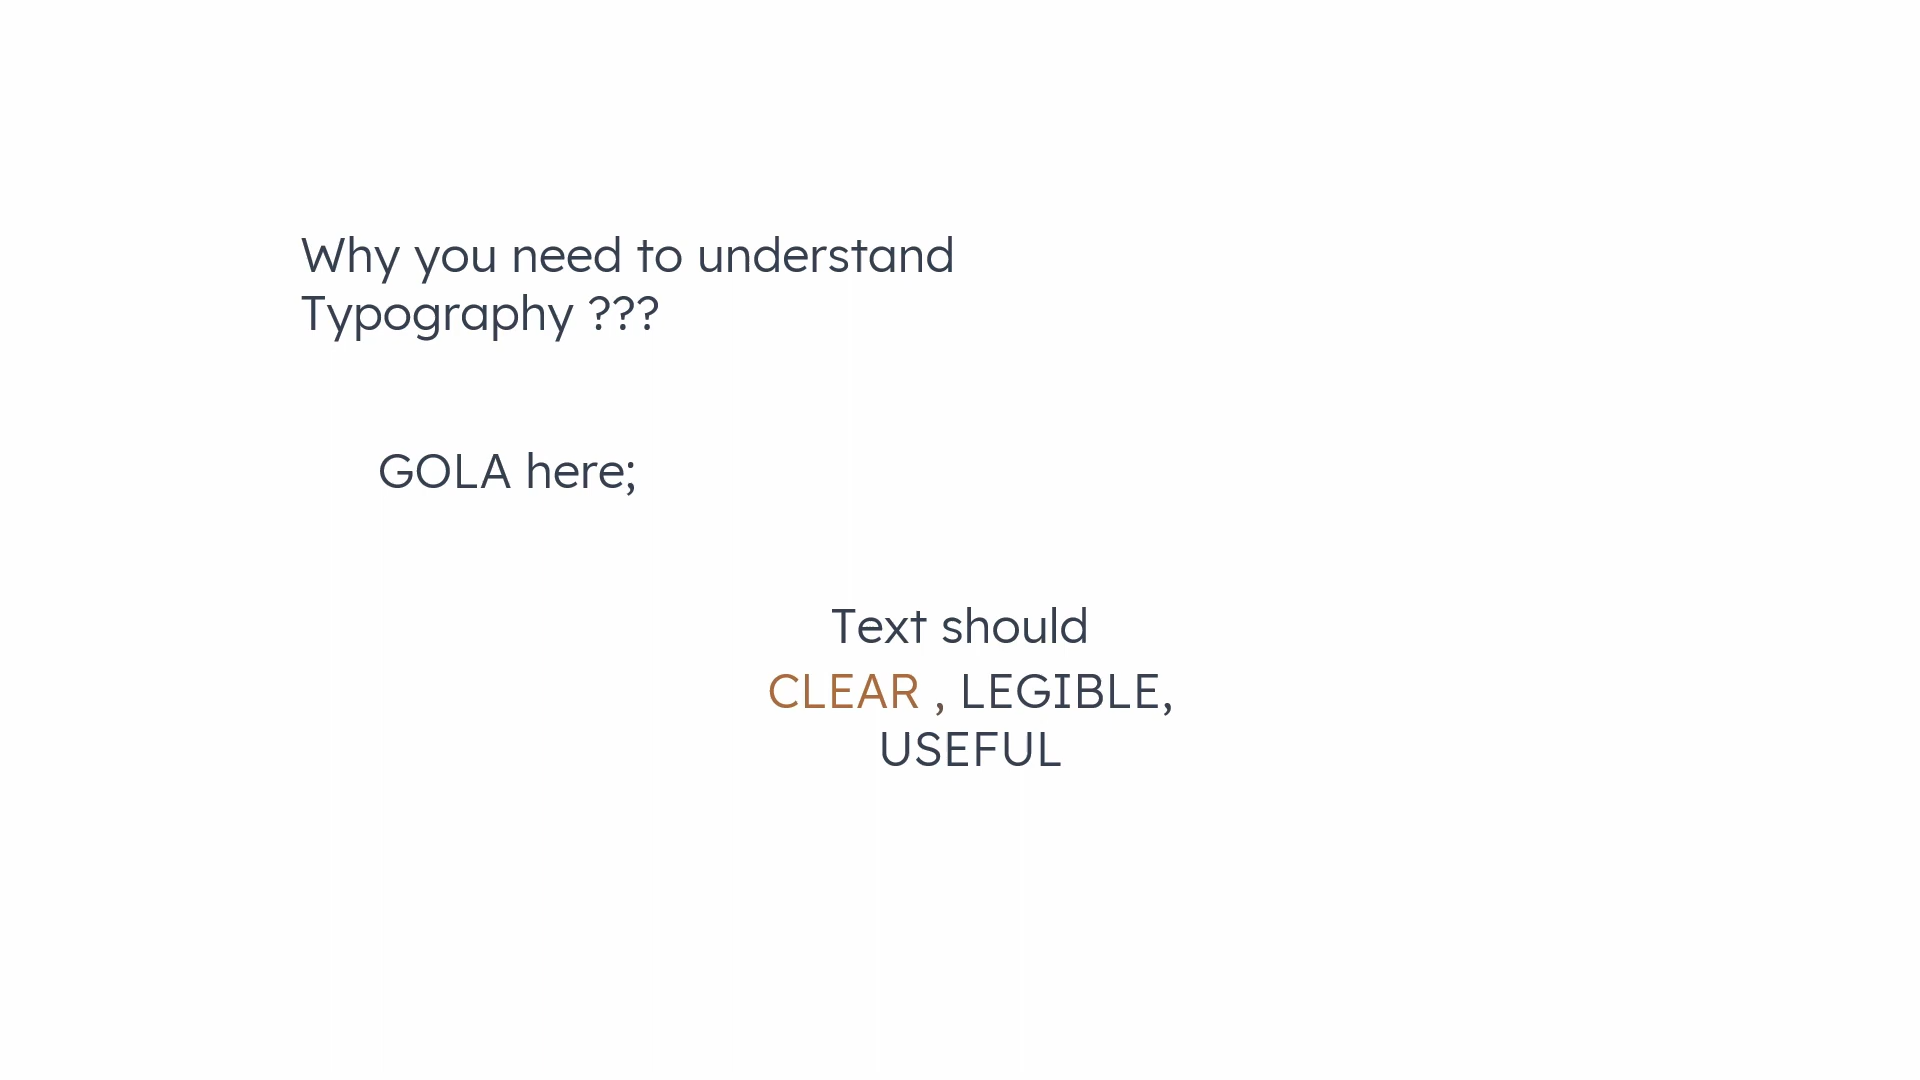 Why you need to understand
Typography ???
GOLA here;
Text should
CLEAR , LEGIBLE,
USEFUL